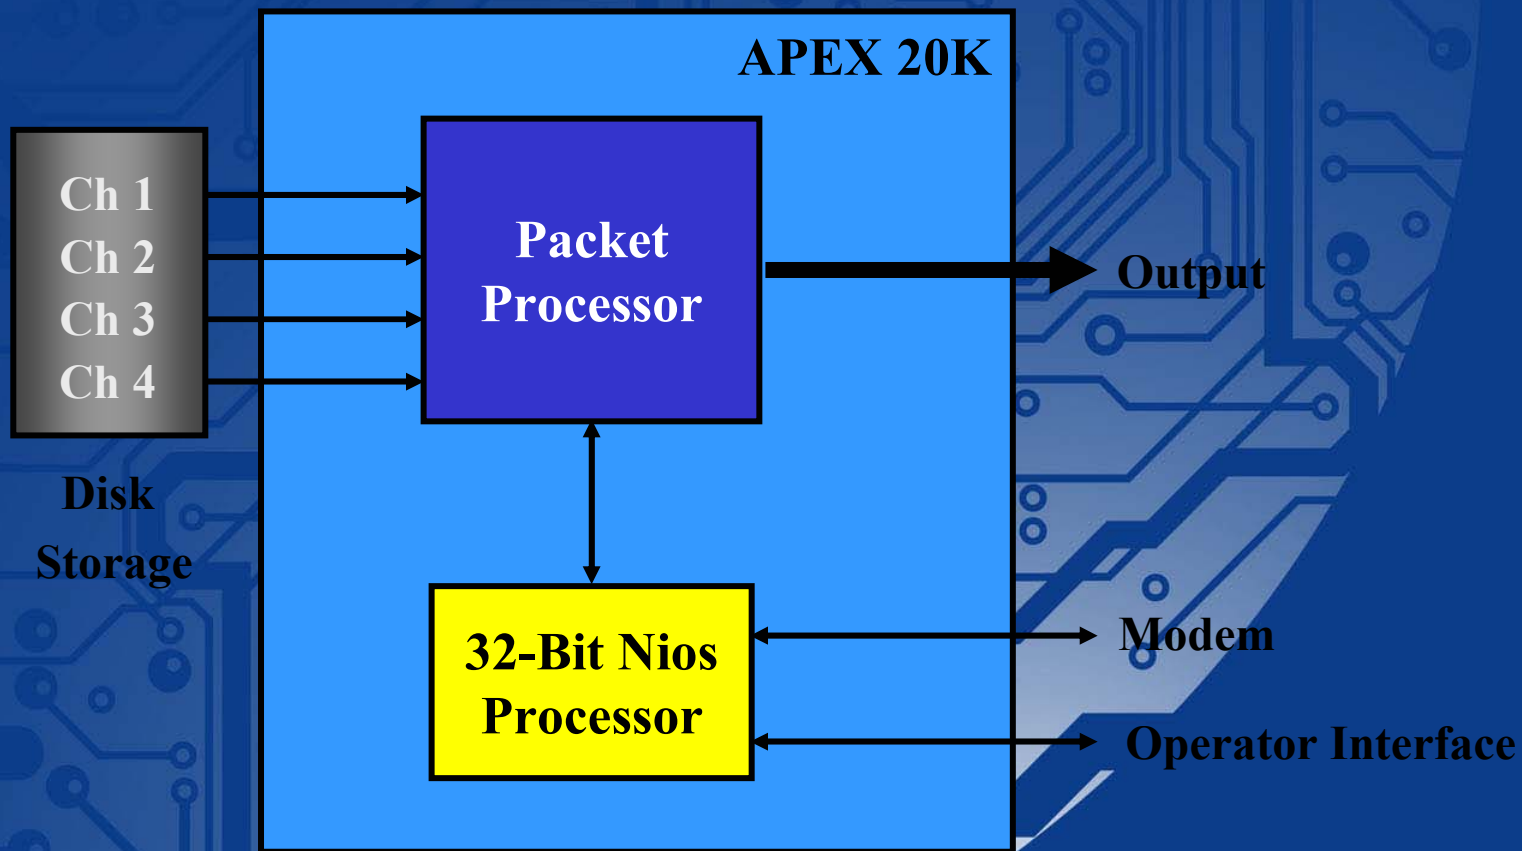 APEX 20K
Ch 1
Ch 2
Ch 3
Ch 4
Disk
Storage
Packet
Processor
Output
32-Bit Nios
Processor
Modem
Operator Interface